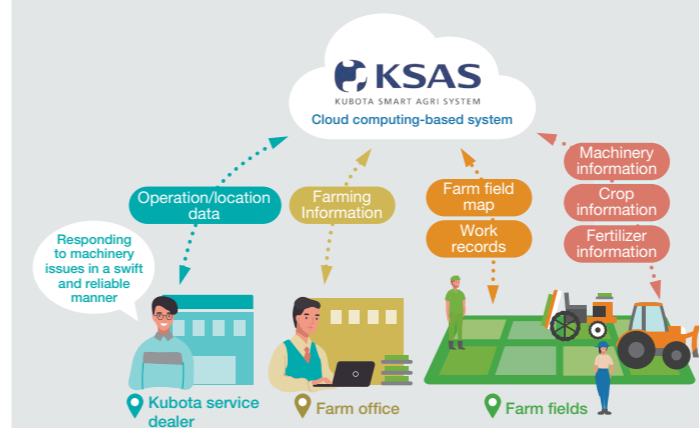 KSAS
KUBOTA SMART AGRI SYSTEM
Cloud computing-based system
Operation/location
data
Farming
Information
Farm field
map
Work
records
Machinery
information
Crop
information
Fertilizer
information
Responding
to machinery
issues in a swift
and reliable
manner
Kubota service
dealer
Farm office
Farm fields